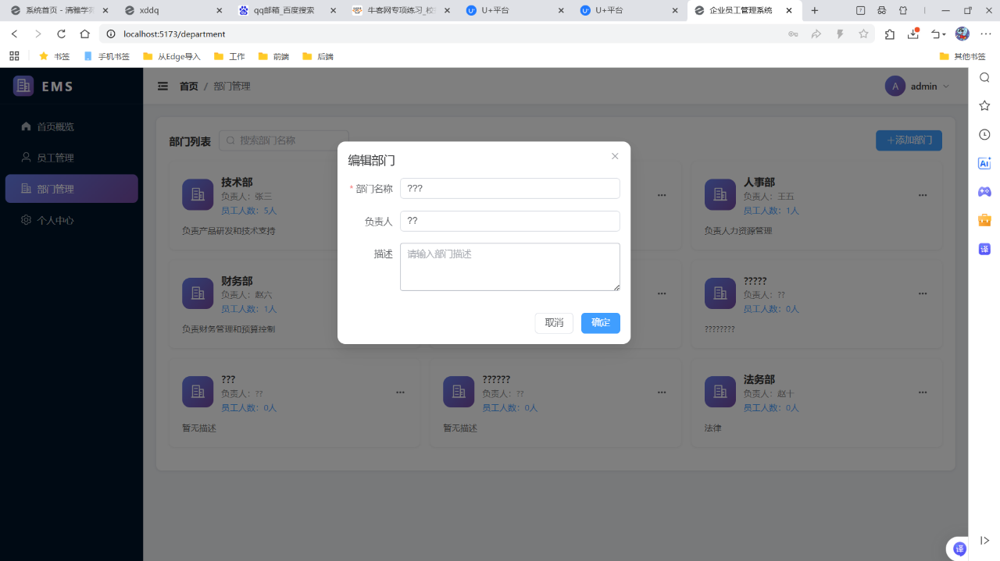 系统首页 - 清雅学苑
xddq
qq邮箱_百度搜索
牛客网专项练习_校
U+平台
U+平台
企业员工管理系统
localhost:5173/department
书签
手机书签
从Edge导入
工作
前端
后端
其他书签
EMS
首页 / 部门管理
A
admin
首页概览
员工管理
部门管理
个人中心
部门列表
搜索部门名称
+添加部门
技术部
负责人：张三
员工人数：5人
负责产品研发和技术支持
人事部
负责人：王五
员工人数：1人
负责人力资源管理
编辑部门
* 部门名称
???
负责人
??
描述
请输入部门描述
取消
确定
财务部
负责人：赵六
员工人数：1人
负责财务管理和预算控制
?????
负责人：??
员工人数：0人
????????
???
负责人：??
员工人数：0人
暂无描述
??????
负责人：??
员工人数：0人
暂无描述
法务部
负责人：赵十
员工人数：0人
法律
Ai
译
译